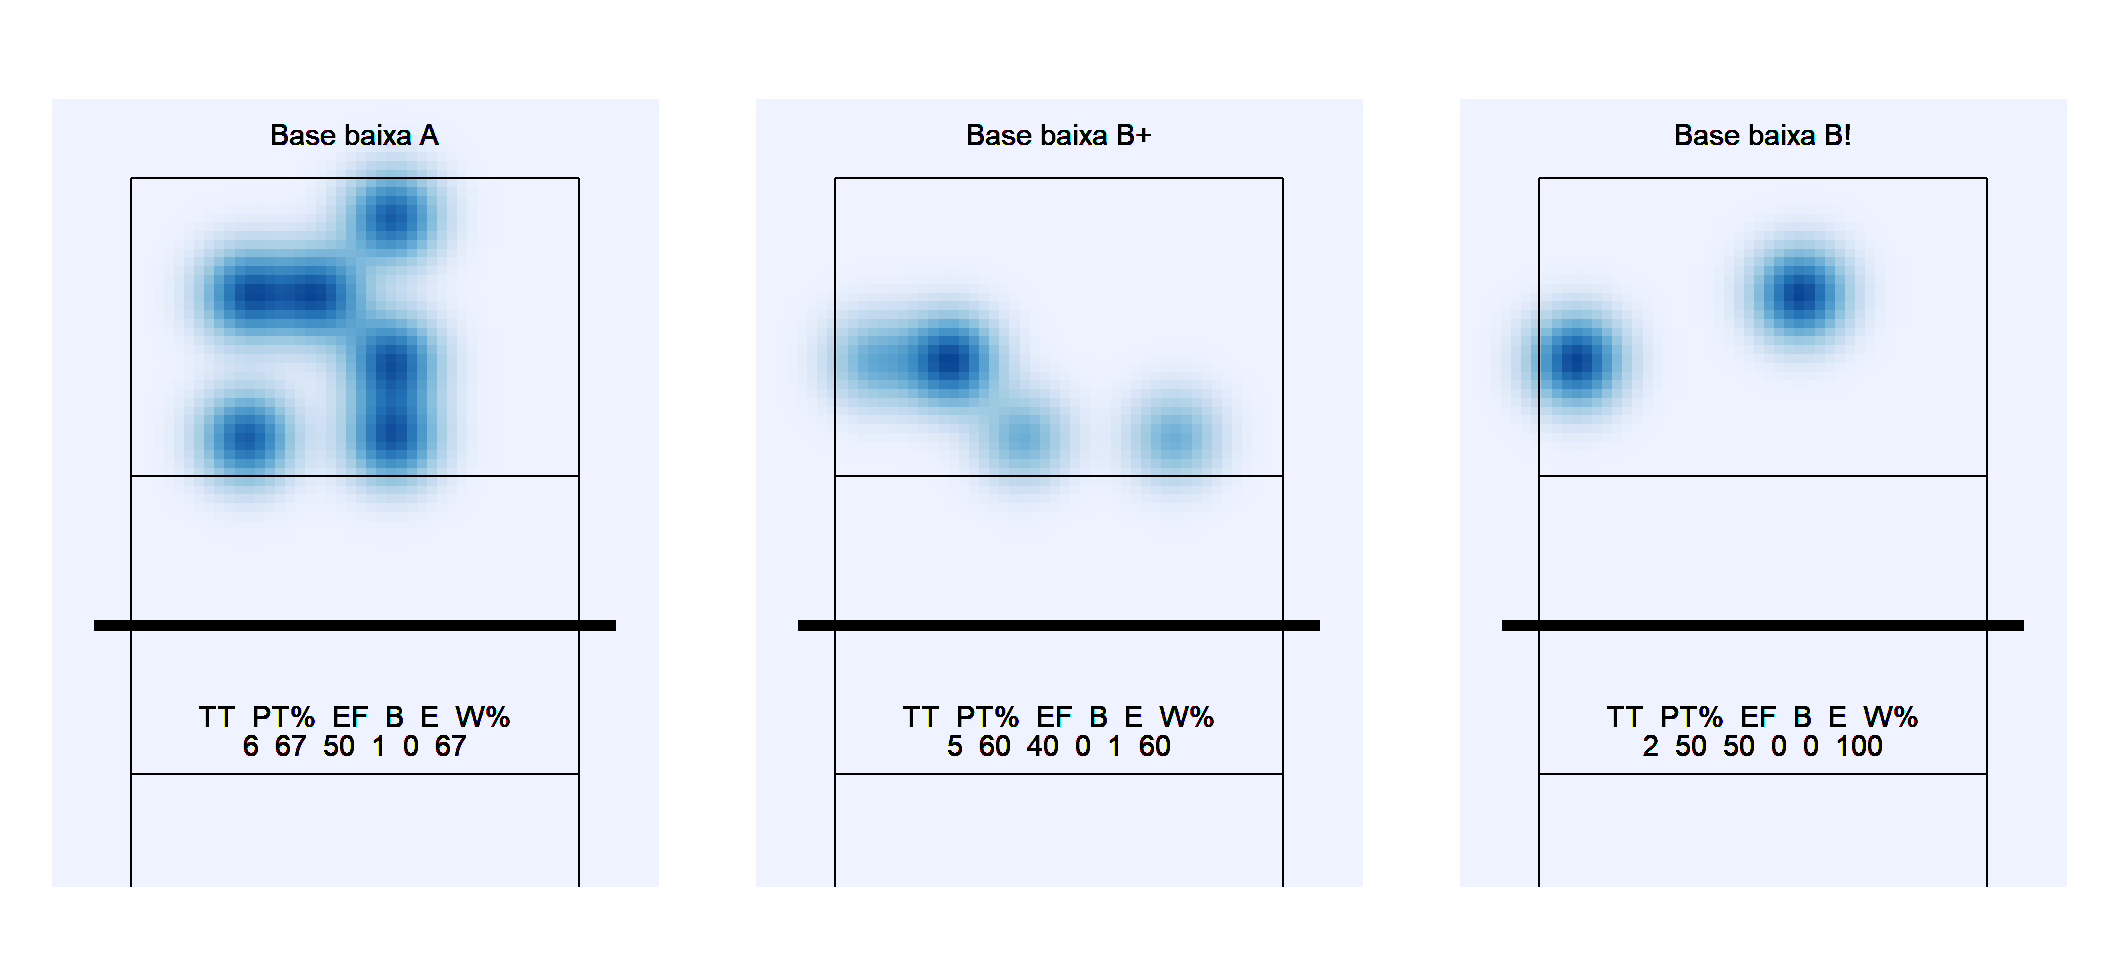 Base baixa A
TT PT% EF B E W%
6 67 50 1 0 67
Base baixa B+
TT PT% EF B E W%
5 60 40 0 1 60
Base baixa B!
TT PT% EF B E W%
2 50 50 0 0 100